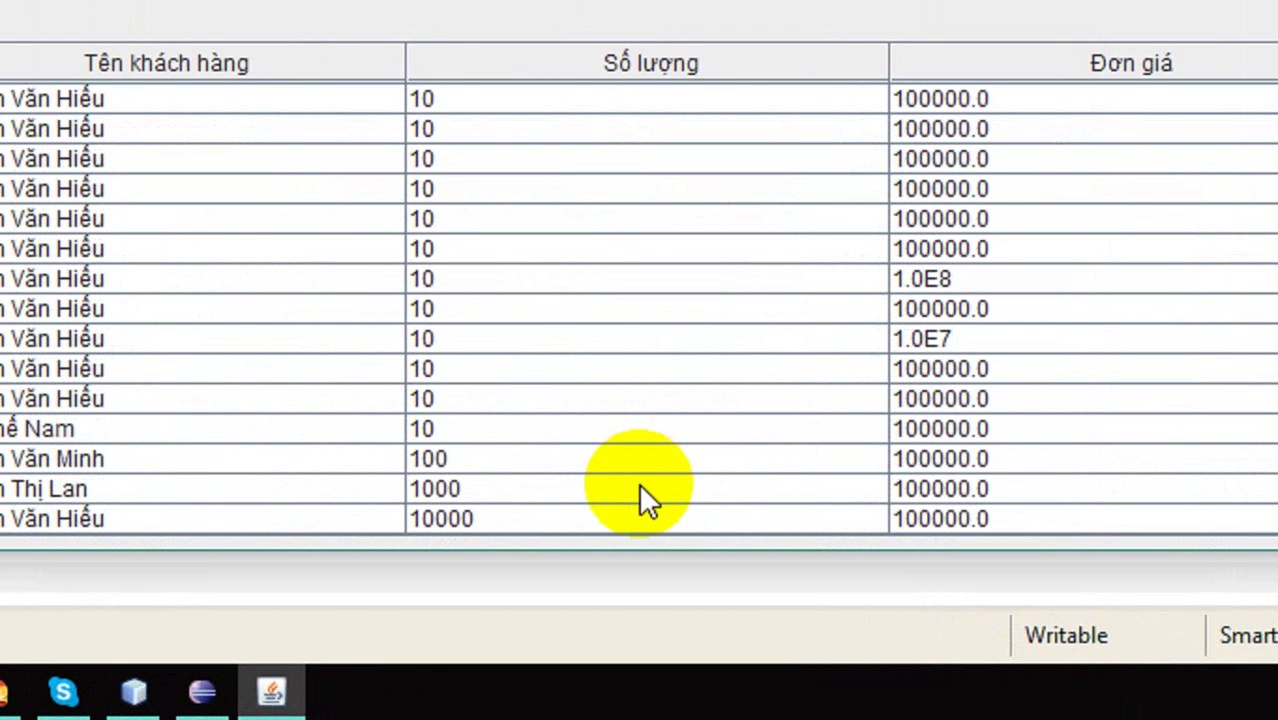 Tên khách hàng Số lượng Đơn giá
Văn Hiếu 10 100000.0
Văn Hiếu 10 100000.0
Văn Hiếu 10 100000.0
Văn Hiếu 10 100000.0
Văn Hiếu 10 100000.0
Văn Hiếu 10 100000.0
Văn Hiếu 10 1.0E8
Văn Hiếu 10 100000.0
Văn Hiếu 10 1.0E7
Văn Hiếu 10 100000.0
Văn Hiếu 10 100000.0
Nam 10 100000.0
Văn Minh 100 100000.0
Thị Lan 1000 100000.0
Văn Hiếu 10000 100000.0
Writable Smart